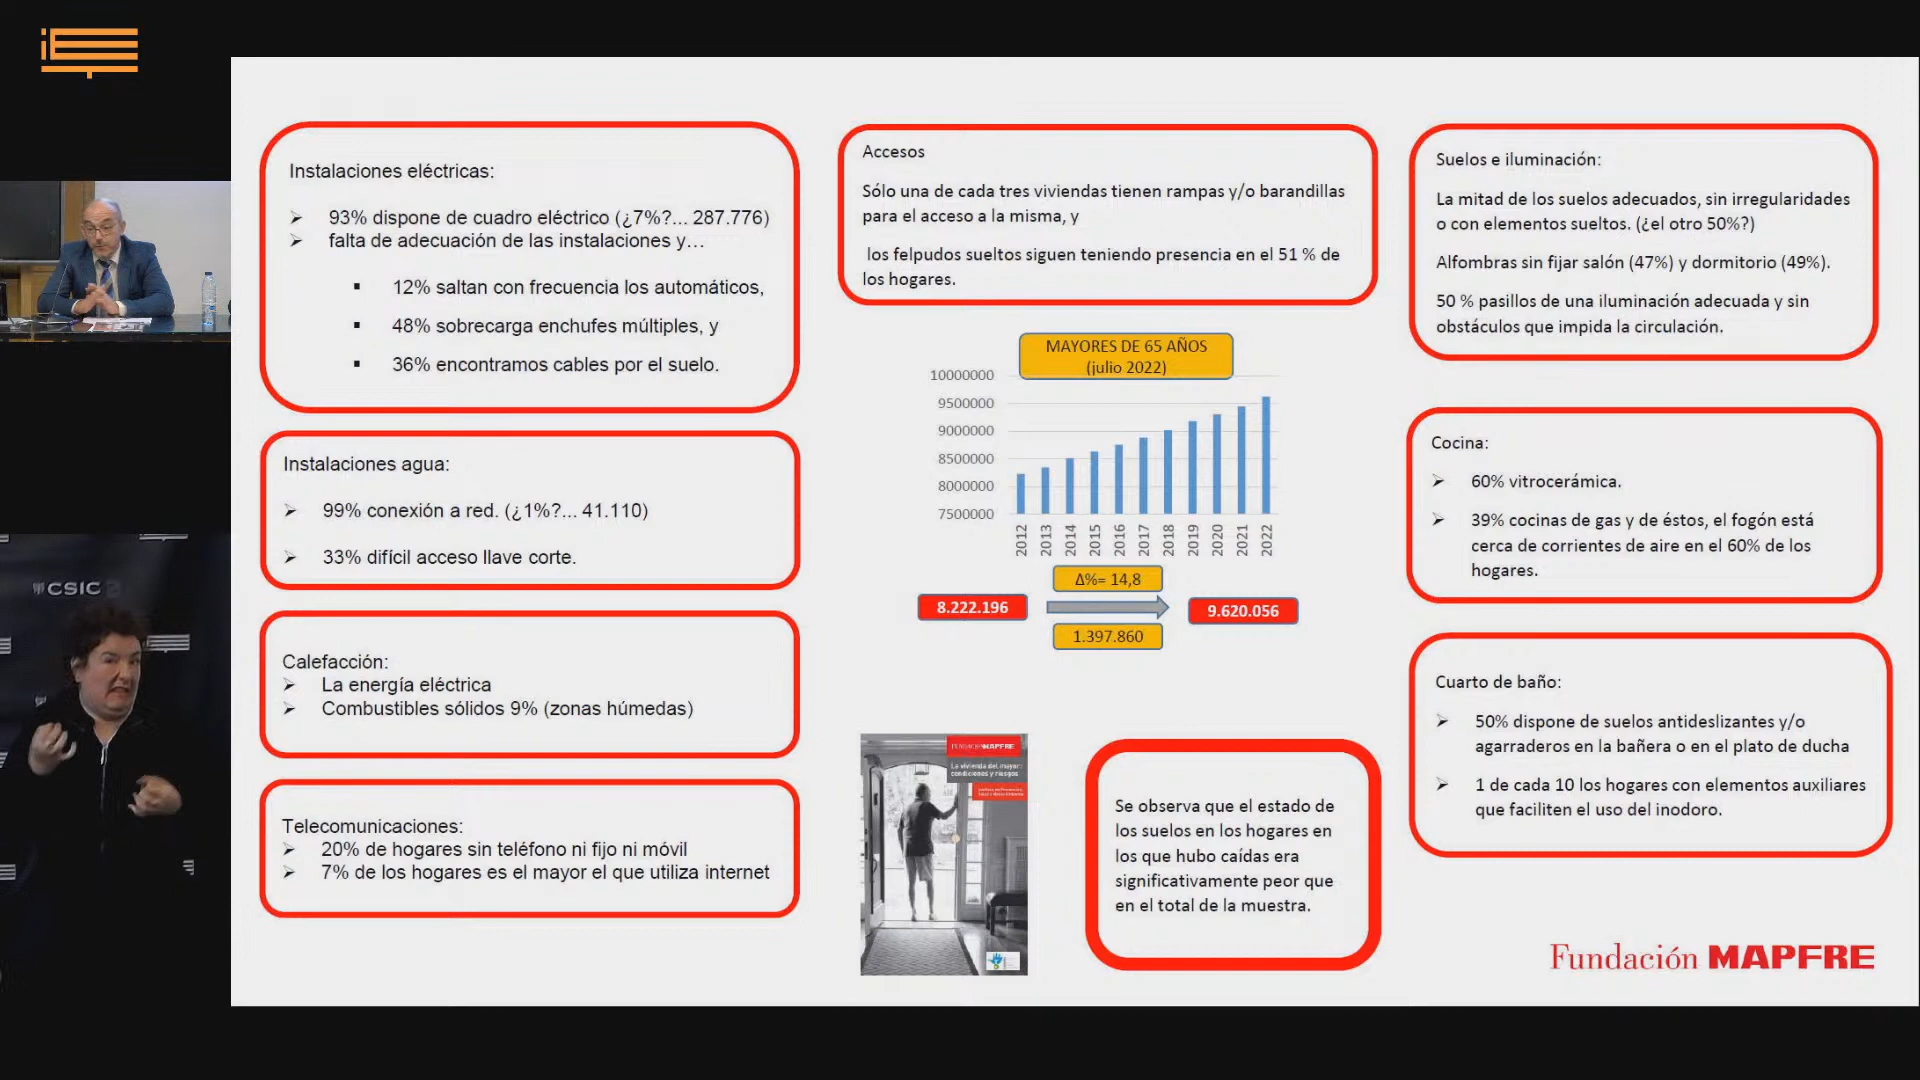 Instalaciones eléctricas:
93% dispone de cuadro eléctrico (¿7%?... 287.776)
falta de adecuación de las instalaciones y…
12% saltan con frecuencia los automáticos,
48% sobrecarga enchufes múltiples, y
36% encontramos cables por el suelo.
Instalaciones agua:
99% conexión a red. (¿1%?... 41.110)
33% difícil acceso llave corte.
Calefacción:
La energía eléctrica
Combustibles sólidos 9% (zonas húmedas)
Telecomunicaciones:
20% de hogares sin teléfono ni fijo ni móvil
7% de los hogares es el mayor el que utiliza internet
Accesos
Sólo una de cada tres viviendas tienen rampas y/o barandillas
para el acceso a la misma, y
los felpudos sueltos siguen teniendo presencia en el 51 % de
los hogares.
MAYORES DE 65 AÑOS
(julio 2022)
10000000
9500000
9000000
8500000
8000000
7500000
2012
2013
2014
2015
2016
2017
2018
2019
2020
2021
2022
Δ%= 14,8
8.222.196
9.620.056
1.397.860
FUNDACIÓN MAPFRE
La vivienda del mayor:
condiciones y riesgos
Se observa que el estado de
los suelos en los hogares en
los que hubo caídas era
significativamente peor que
en el total de la muestra.
Suelos e iluminación:
La mitad de los suelos adecuados, sin irregularidades
o con elementos sueltos. (¿el otro 50%?)
Alfombras sin fijar salón (47%) y dormitorio (49%).
50 % pasillos de una iluminación adecuada y sin
obstáculos que impida la circulación.
Cocina:
60% vitrocerámica.
39% cocinas de gas y de éstos, el fogón está
cerca de corrientes de aire en el 60% de los
hogares.
Cuarto de baño:
50% dispone de suelos antideslizantes y/o
agarraderos en la bañera o en el plato de ducha
1 de cada 10 los hogares con elementos auxiliares
que faciliten el uso del inodoro.
Fundación MAPFRE
CSIC